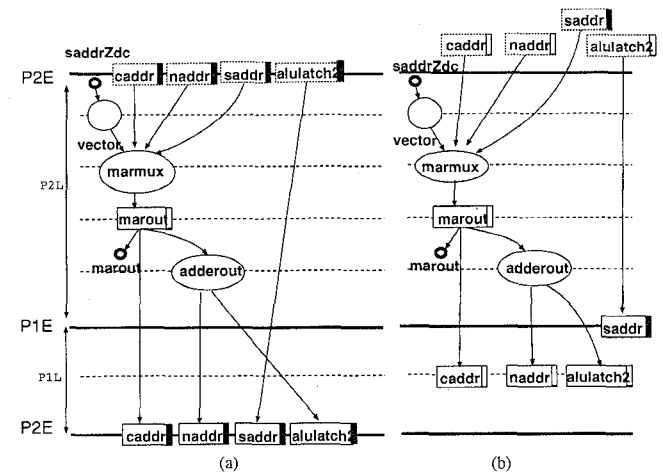 saddrZdc
P2E
caddr
naddr
saddr
alulatch2
vector
P2L
marmux
marout
marout
adderout
P1E
P1L
P2E
caddr
naddr
saddr
alulatch2
(a)
saddr
caddr
naddr
alulatch2
saddrZdc
vector
marmux
marout
marout
adderout
saddr
caddr
naddr
alulatch2
(b)